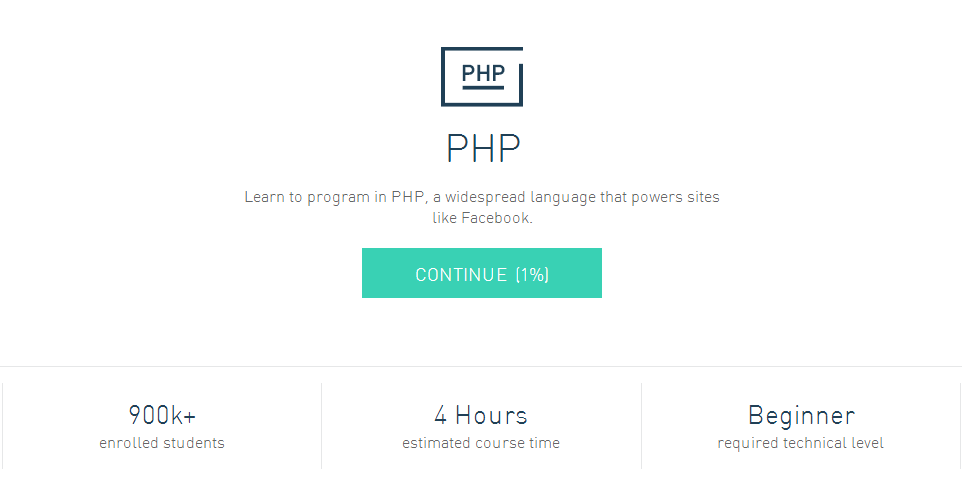 PHP
PHP
Learn to program in PHP, a widespread language that powers sites
like Facebook.
CONTINUE (1%)
900k+
enrolled students
4 Hours
estimated course time
Beginner
required technical level